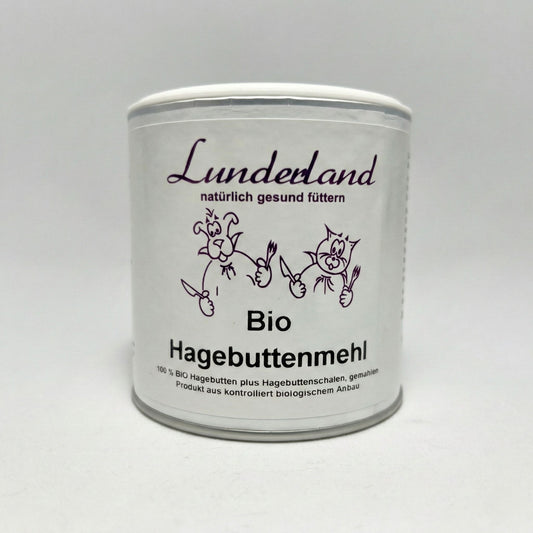 Lunderland
natürlich gesund füttern
Bio
Hagebuttenmehl
100 % BIO Hagebutten plus Hagebuttenschalen, gemahlen
Produkt aus kontrolliert biologischem Anbau